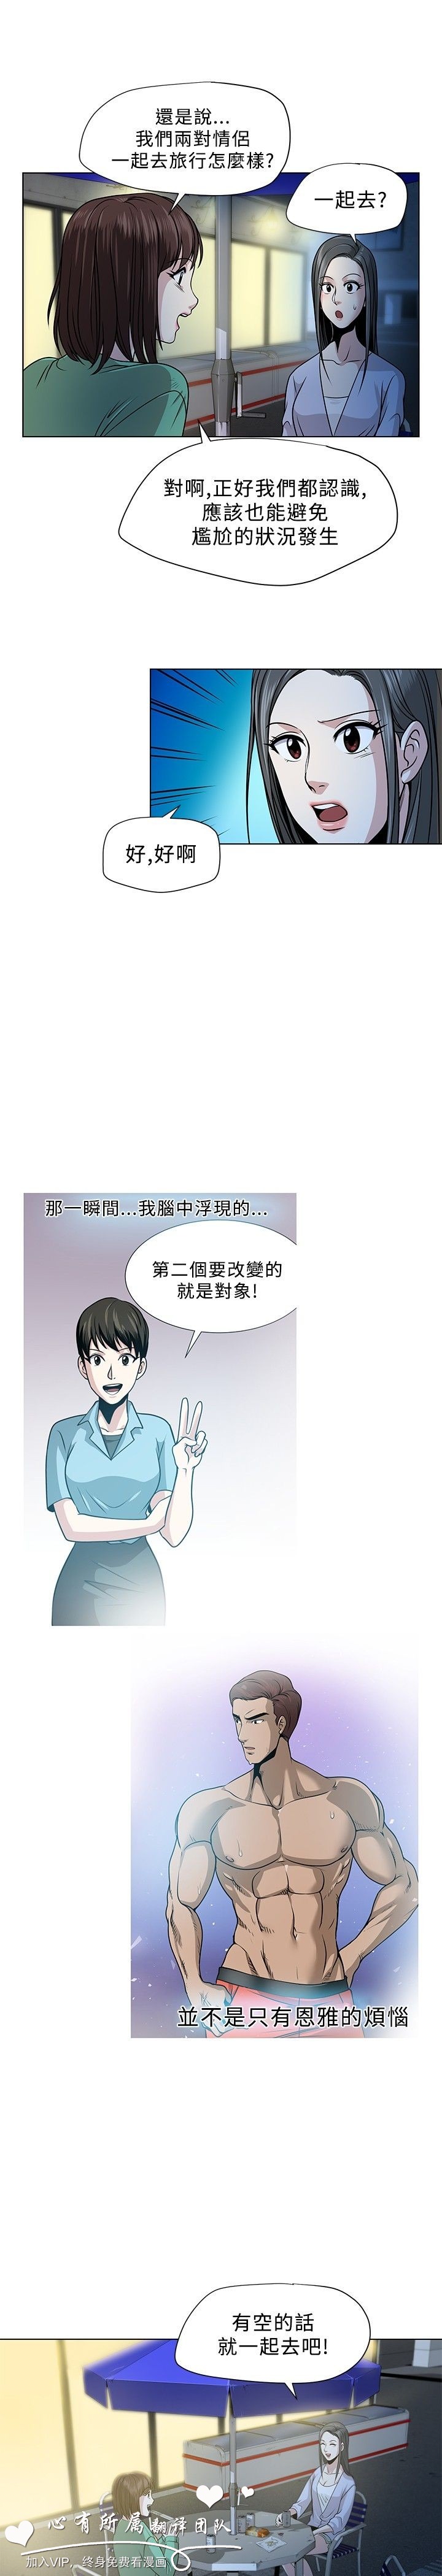 還是說...
我們兩對情侶
一起去旅行怎麼樣?
一起去?
對啊,正好我們都認識,
應該也能避免
尷尬的狀況發生
好,好啊
那一瞬間...我腦中浮現的...
第二個要改變的
就是對象!
並不是只有恩雅的煩惱
有空的話
就一起去吧!
心有所属翻译团队
加入VIP，终身免费看漫画